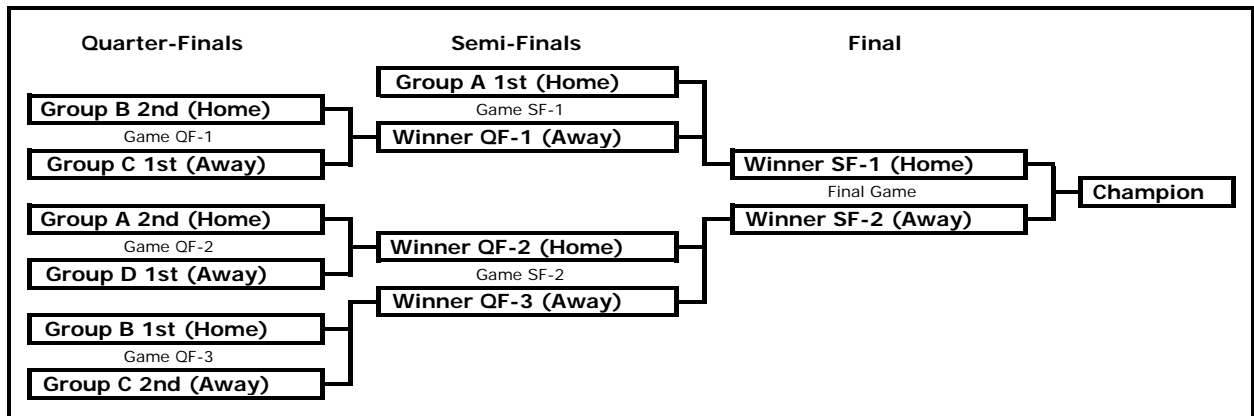 Quarter-Finals Semi-Finals Final
Group A 1st (Home)
Group B 2nd (Home) Game SF-1
Game QF-1 Winner QF-1 (Away)
Group C 1st (Away) Winner SF-1 (Home)
Final Game Champion
Group A 2nd (Home) Winner SF-2 (Away)
Game QF-2 Winner QF-2 (Home)
Group D 1st (Away) Game SF-2
Winner QF-3 (Away)
Group B 1st (Home)
Game QF-3
Group C 2nd (Away)